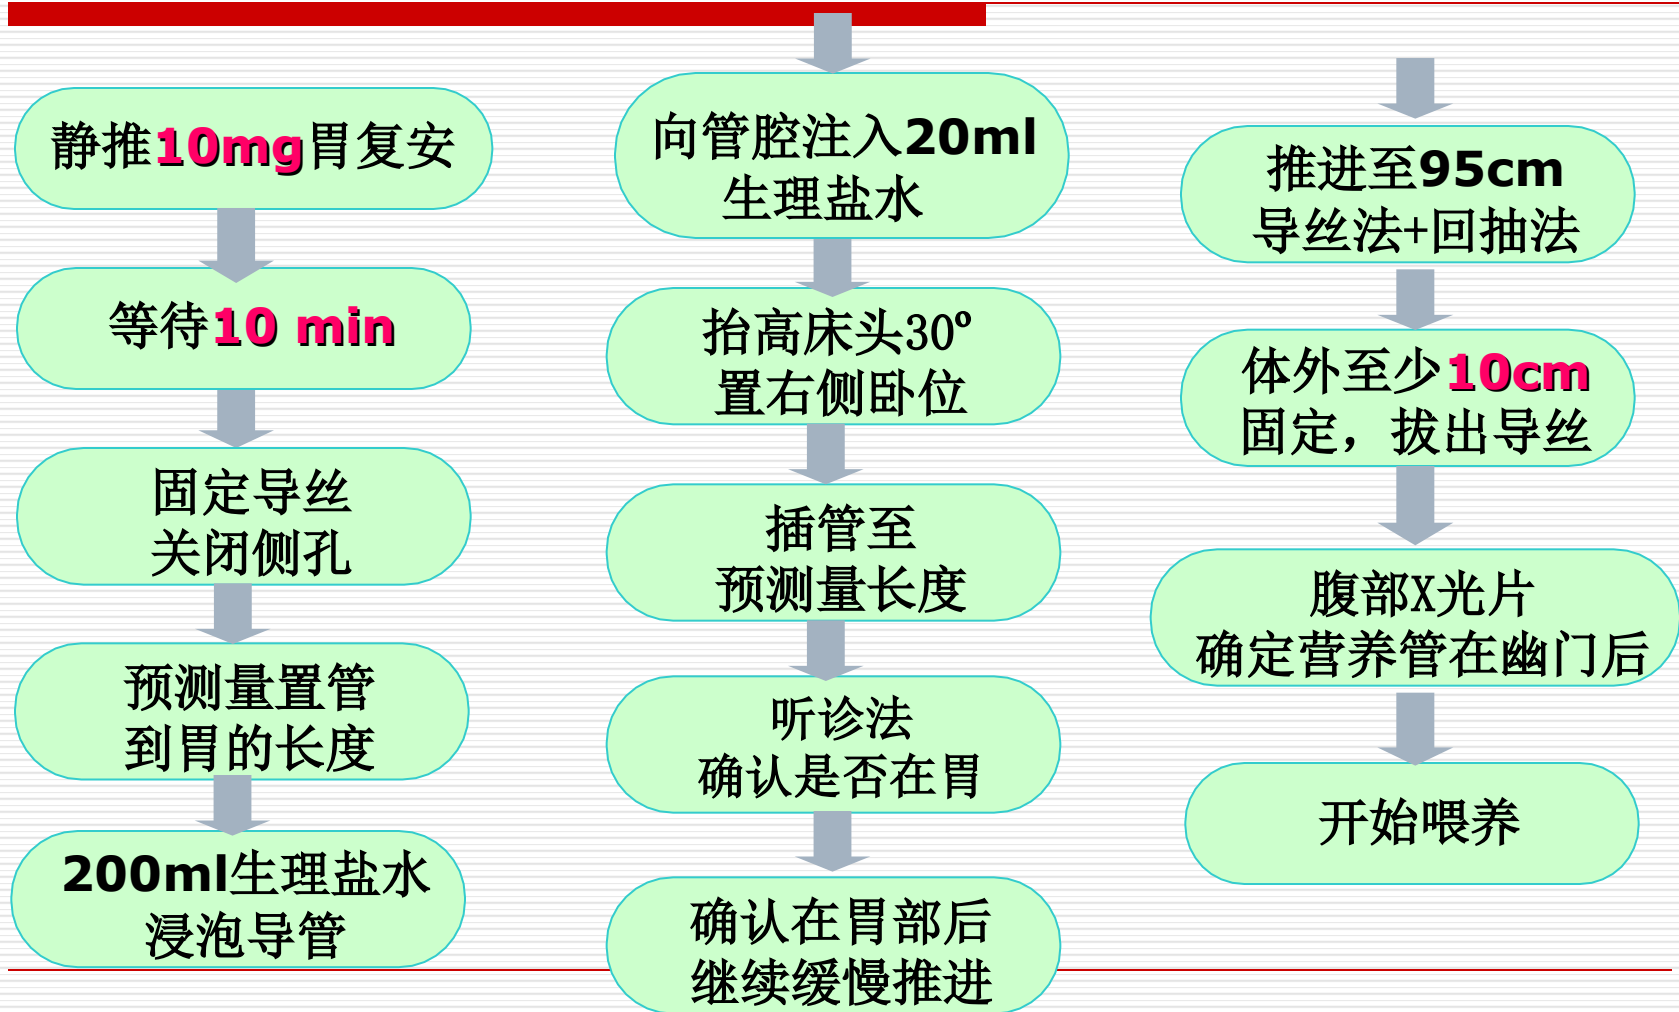 静推10mg胃复安
等待10 min
固定导丝
关闭侧孔
预测量置管
到胃的长度
200ml生理盐水
浸泡导管
向管腔注入20ml
生理盐水
抬高床头30º
置右侧卧位
插管至
预测量长度
听诊法
确认是否在胃
确认在胃部后
继续缓慢推进
推进至95cm
导丝法+回抽法
体外至少10cm
固定，拔出导丝
腹部X光片
确定营养管在幽门后
开始喂养